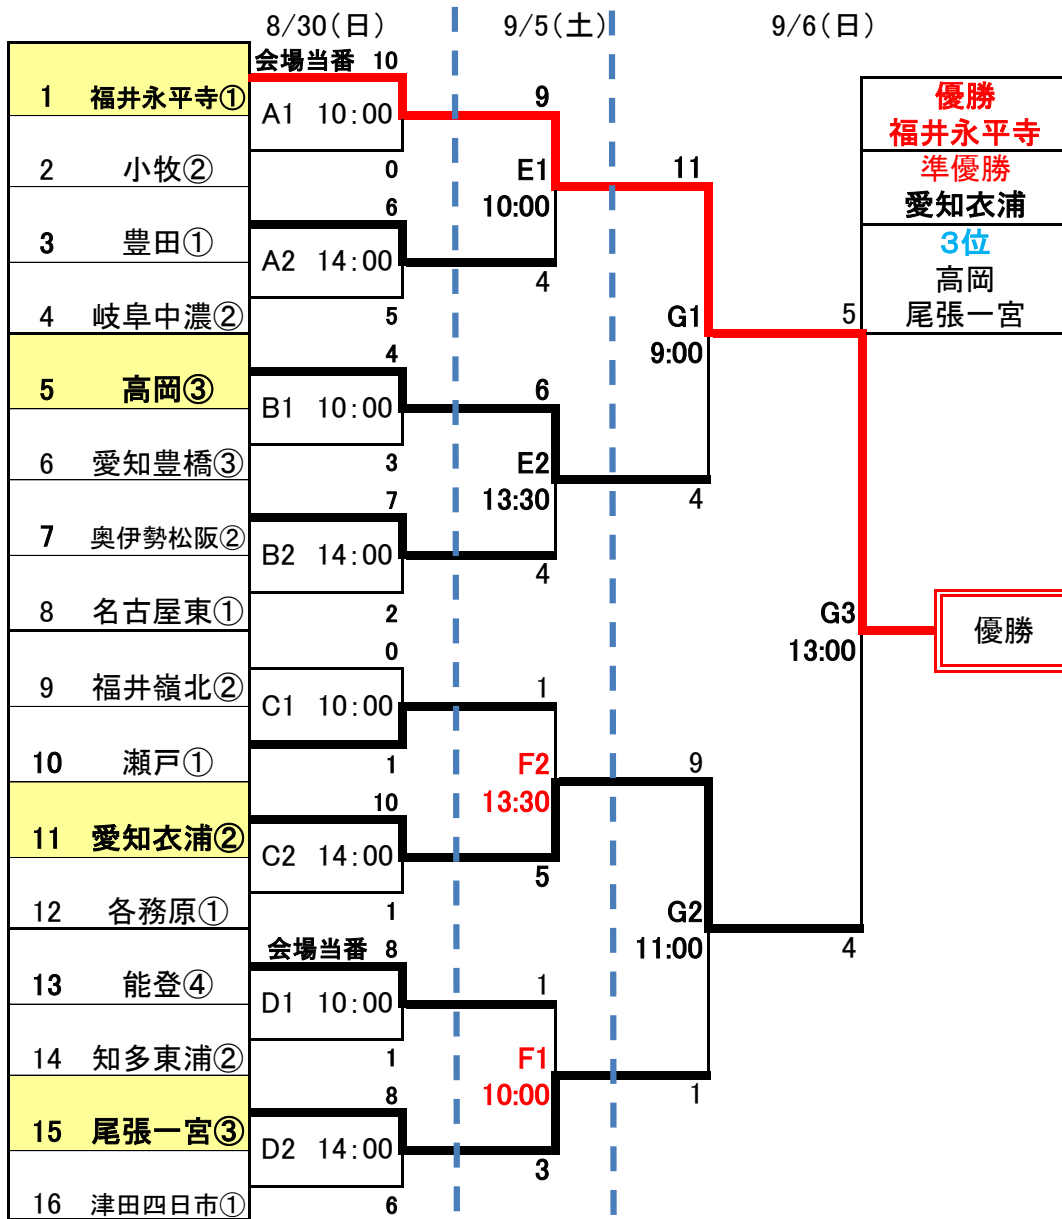 8/30(日)
9/5(土)
9/6(日)
会場当番 10
1 福井永平寺①
A1 10:00
2 小牧②
0
6
3 豊田①
A2 14:00
4 岐阜中濃②
5
4
5 高岡③
B1 10:00
6 愛知豊橋③
3
7
7 奥伊勢松阪②
B2 14:00
8 名古屋東①
2
0
9 福井嶺北②
C1 10:00
10 瀬戸①
1
10
11 愛知衣浦②
C2 14:00
12 各務原①
1
会場当番 8
13 能登④
D1 10:00
14 知多東浦②
1
8
15 尾張一宮③
D2 14:00
16 津田四日市①
6
9
E1
10:00
4
6
E2
13:30
4
1
F2
13:30
5
1
F1
10:00
3
11
G1
9:00
4
9
G2
11:00
1
5
G3
13:00
4
優勝
福井永平寺
準優勝
愛知衣浦
3位
高岡
尾張一宮
優勝